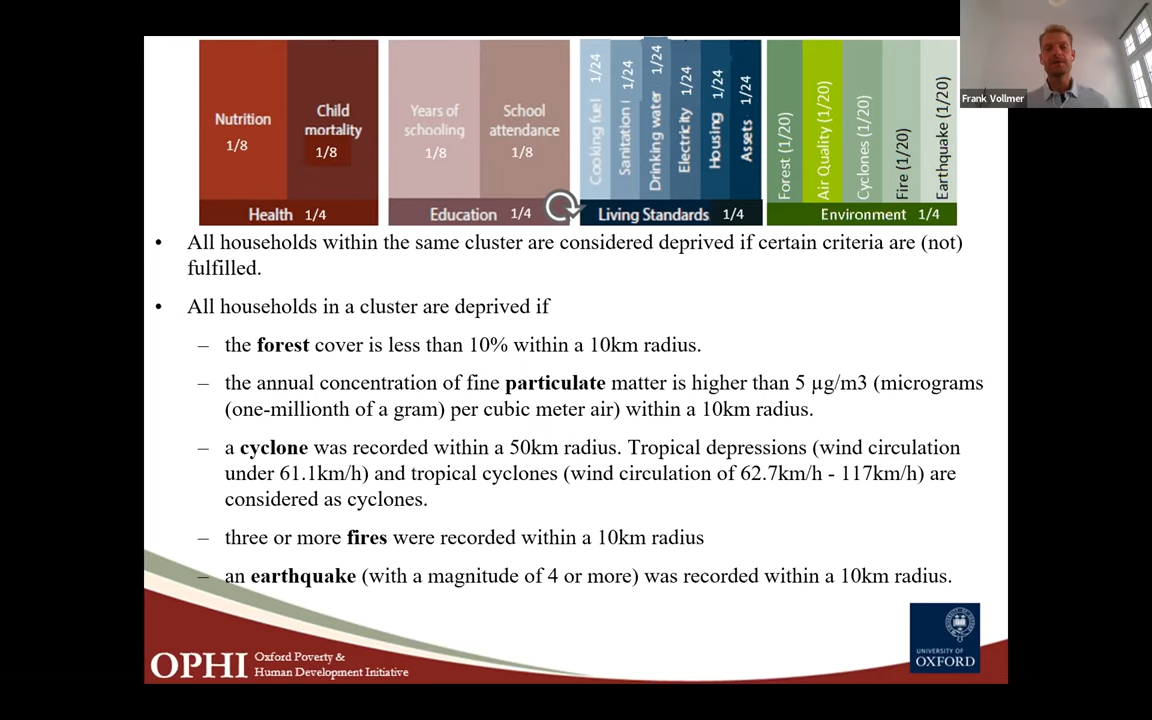 Frank Vollmer
Nutrition
1/8
Child
mortality
1/8
Health 1/4
Years of
schooling
1/8
School
attendance
1/8
Education 1/4
Cooking fuel 1/24
Sanitation 1/24
Drinking water 1/24
Electricity 1/24
Housing 1/24
Assets 1/24
Living Standards 1/4
Forest (1/20)
Air Quality (1/20)
Cyclones (1/20)
Fire (1/20)
Earthquake (1/20)
Environment 1/4
• All households within the same cluster are considered deprived if certain criteria are (not)
fulfilled.
• All households in a cluster are deprived if
– the forest cover is less than 10% within a 10km radius.
– the annual concentration of fine particulate matter is higher than 5 µg/m3 (micrograms
(one-millionth of a gram) per cubic meter air) within a 10km radius.
– a cyclone was recorded within a 50km radius. Tropical depressions (wind circulation
under 61.1km/h) and tropical cyclones (wind circulation of 62.7km/h - 117km/h) are
considered as cyclones.
– three or more fires were recorded within a 10km radius
– an earthquake (with a magnitude of 4 or more) was recorded within a 10km radius.
OPHI Oxford Poverty &
Human Development Initiative
UNIVERSITY OF
OXFORD